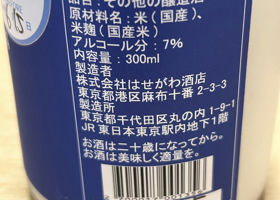 品目：その他の醸造酒
原材料名：米（国産）、
米麹（国産米）
アルコール分：7%
内容量：300ml
製造者
株式会社はせがわ酒店
東京都港区麻布十番2-3-3
製造所
東京都千代田区丸の内1-9-1
JR東日本東京駅内地下1階
お酒は二十歳になってから。
お酒は美味しく適量を。